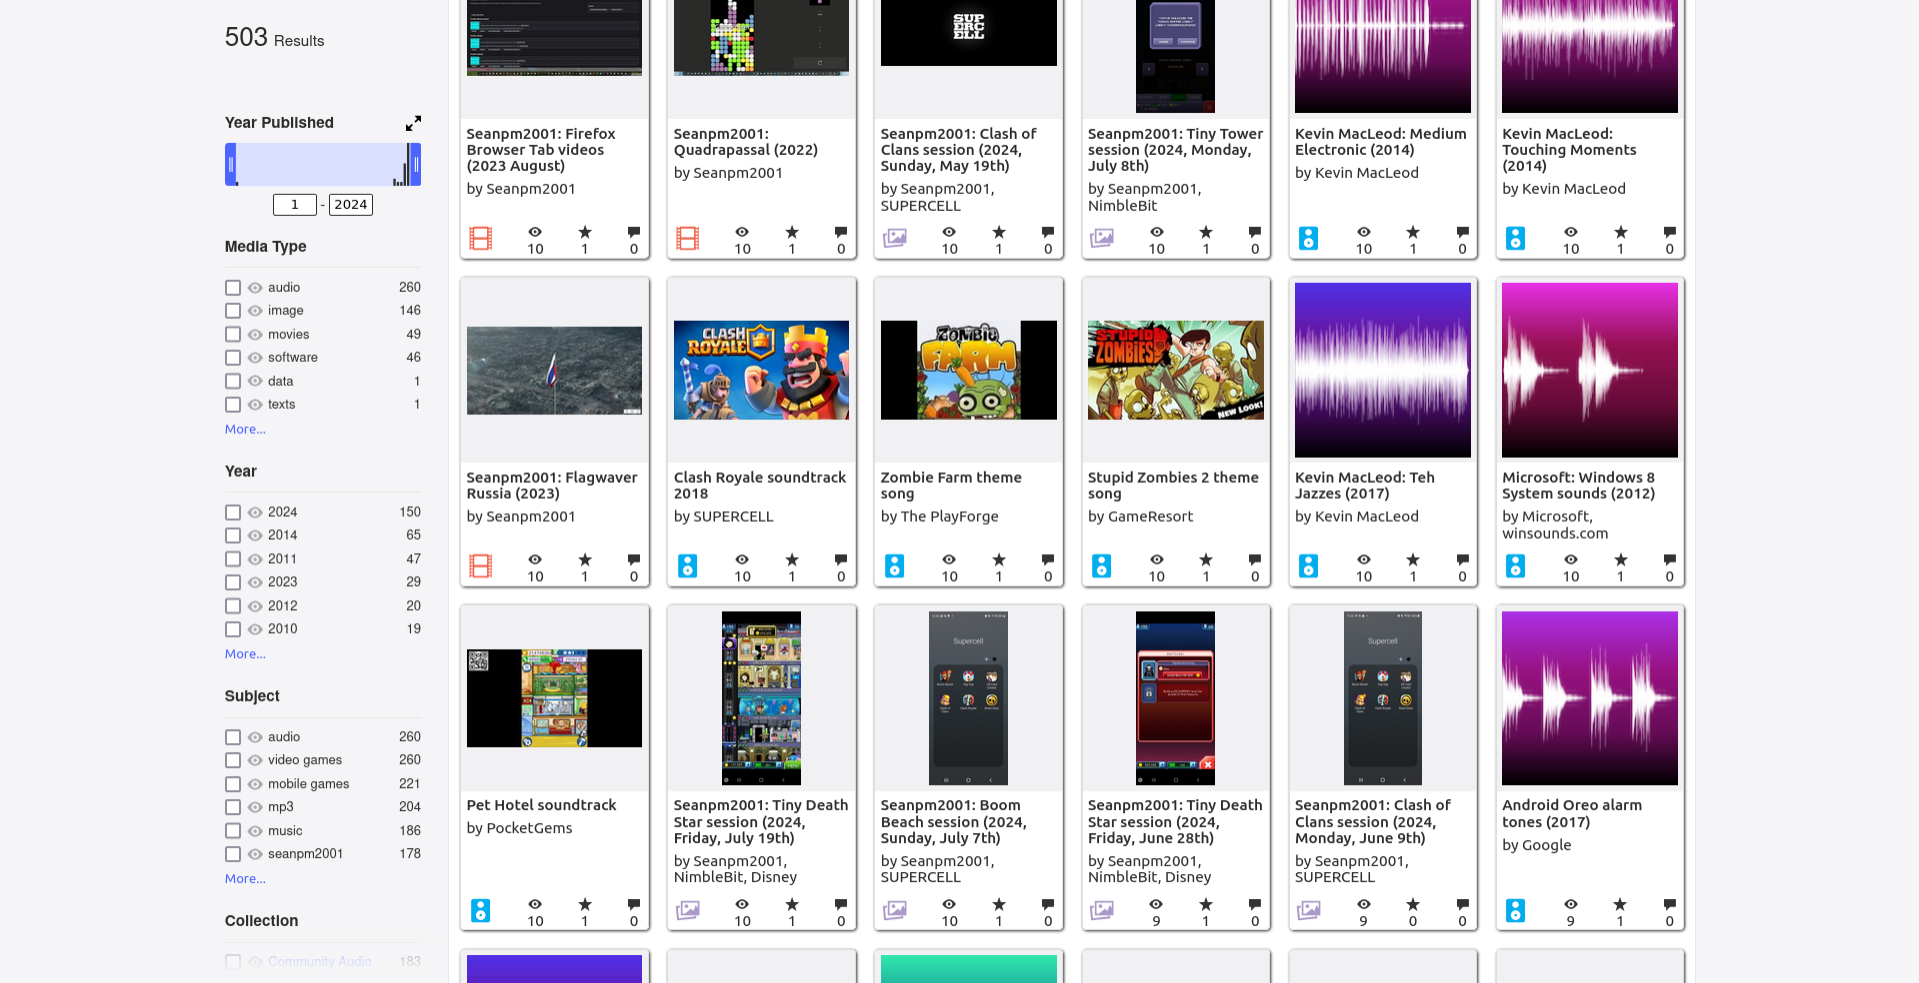 503 Results
Year Published
1 - 2024
Media Type
audio 260
image 146
movies 49
software 46
data 1
texts 1
More...
Year
2024 150
2014 65
2011 47
2023 29
2012 20
2010 19
More...
Subject
audio 260
video games 260
mobile games 221
mp3 204
music 186
seanpm2001 178
More...
Collection
Community Audio 183
Seanpm2001: Firefox
Browser Tab videos
(2023 August)
by Seanpm2001
10 1 0
Seanpm2001:
Quadrapassal (2022)
by Seanpm2001
10 1 0
SUP
ERC
ELL
Seanpm2001: Clash of
Clans session (2024,
Sunday, May 19th)
by Seanpm2001,
SUPERCELL
10 1 0
Seanpm2001: Tiny Tower
session (2024, Monday,
July 8th)
by Seanpm2001,
NimbleBit
10 1 0
Kevin MacLeod: Medium
Electronic (2014)
by Kevin MacLeod
10 1 0
Kevin MacLeod:
Touching Moments
(2014)
by Kevin MacLeod
10 1 0
Seanpm2001: Flagwaver
Russia (2023)
by Seanpm2001
10 1 0
CLASH
ROYALE
Clash Royale soundtrack
2018
by SUPERCELL
10 1 0
ZOMBIE
FARM
Zombie Farm theme
song
by The PlayForge
10 1 0
STUPID
ZOMBIES 2
NEW LOOK!
Stupid Zombies 2 theme
song
by GameResort
10 1 0
Kevin MacLeod: Teh
Jazzes (2017)
by Kevin MacLeod
10 1 0
Microsoft: Windows 8
System sounds (2012)
by Microsoft,
winsounds.com
10 1 0
Pet Hotel soundtrack
by PocketGems
10 1 0
Seanpm2001: Tiny Death
Star session (2024,
Friday, July 19th)
by Seanpm2001,
NimbleBit, Disney
10 1 0
Supercell
Seanpm2001: Boom
Beach session (2024,
Sunday, July 7th)
by Seanpm2001,
SUPERCELL
10 1 0
Seanpm2001: Tiny Death
Star session (2024,
Friday, June 28th)
by Seanpm2001,
NimbleBit, Disney
9 1 0
Supercell
Seanpm2001: Clash of
Clans session (2024,
Monday, June 9th)
by Seanpm2001,
SUPERCELL
9 0 0
Android Oreo alarm
tones (2017)
by Google
9 1 0